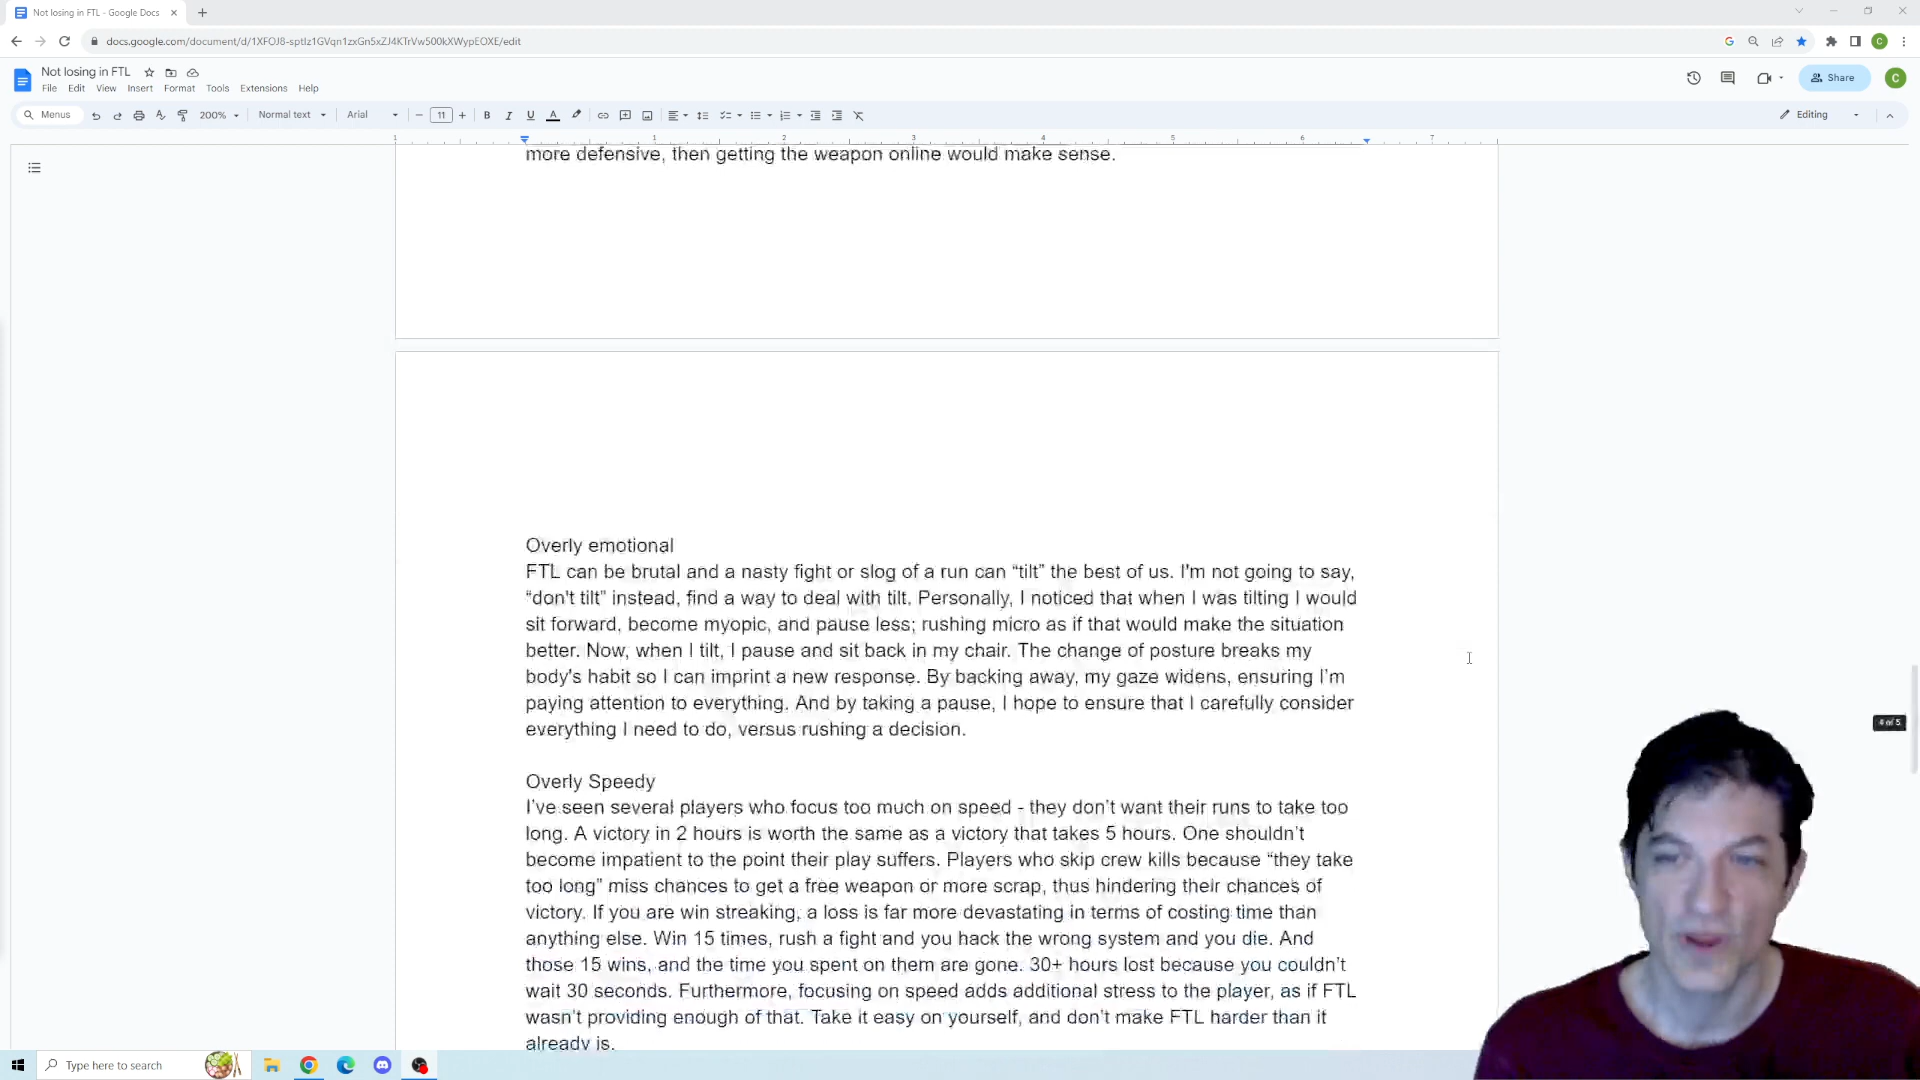 Not losing in FTL - Google Docs
docs.google.com/document/d/1XFOJ8-sptIz1GVqn1zxGn5xZJ4KTrVw500kXWypEOXE/edit
Not losing in FTL
File Edit View Insert Format Tools Extensions Help
Share
C
Menus
200%
Normal text
Arial
11
Editing
1 1 2 3 4 5 6 7
more defensive, then getting the weapon online would make sense.
Overly emotional
FTL can be brutal and a nasty fight or slog of a run can “tilt” the best of us. I'm not going to say,
“don't tilt” instead, find a way to deal with tilt. Personally, I noticed that when I was tilting I would
sit forward, become myopic, and pause less; rushing micro as if that would make the situation
better. Now, when I tilt, I pause and sit back in my chair. The change of posture breaks my
body's habit so I can imprint a new response. By backing away, my gaze widens, ensuring I’m
paying attention to everything. And by taking a pause, I hope to ensure that I carefully consider
everything I need to do, versus rushing a decision.
4 of 5
Overly Speedy
I’ve seen several players who focus too much on speed - they don’t want their runs to take too
long. A victory in 2 hours is worth the same as a victory that takes 5 hours. One shouldn’t
become impatient to the point their play suffers. Players who skip crew kills because “they take
too long” miss chances to get a free weapon or more scrap, thus hindering their chances of
victory. If you are win streaking, a loss is far more devastating in terms of costing time than
anything else. Win 15 times, rush a fight and you hack the wrong system and you die. And
those 15 wins, and the time you spent on them are gone. 30+ hours lost because you couldn’t
wait 30 seconds. Furthermore, focusing on speed adds additional stress to the player, as if FTL
wasn’t providing enough of that. Take it easy on yourself, and don’t make FTL harder than it
already is.
Type here to search